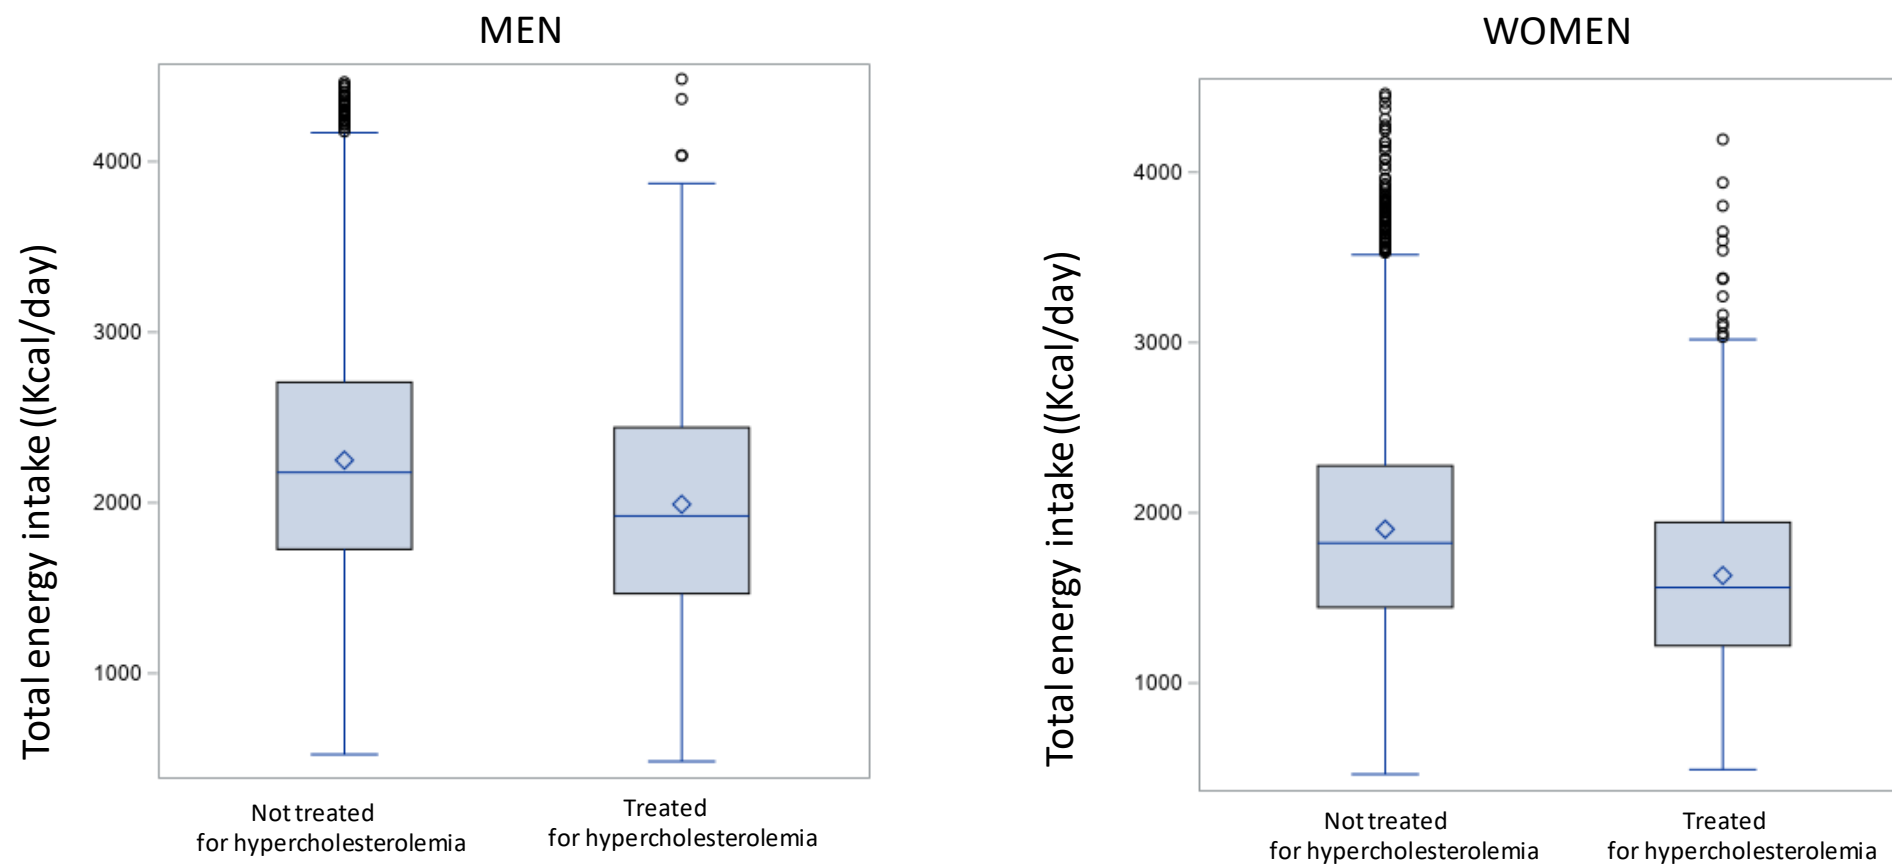 MEN
Total energy intake ((Kcal/day)
4000
3000
2000
1000
Not treated
for hypercholesterolemia
Treated
for hypercholesterolemia
WOMEN
Total energy intake ((Kcal/day)
4000
3000
2000
1000
Not treated
for hypercholesterolemia
Treated
for hypercholesterolemia